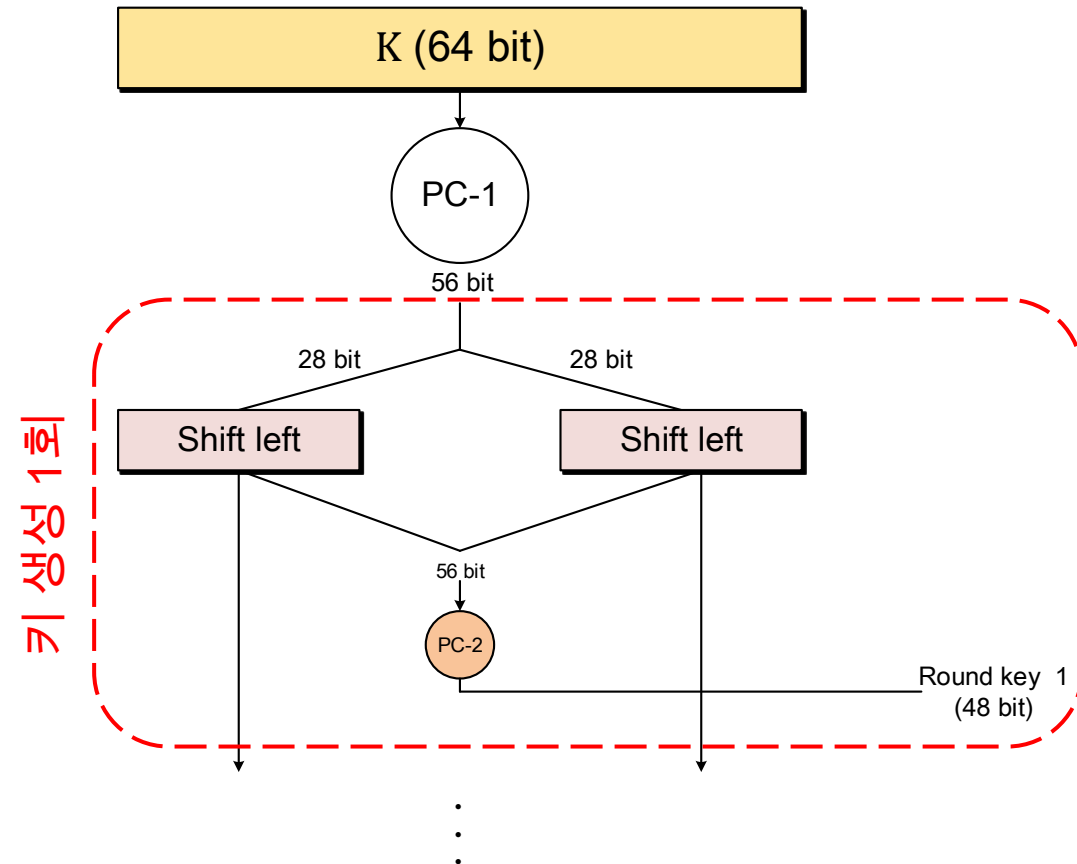 K (64 bit)
PC-1
56 bit
28 bit
28 bit
Shift left
Shift left
키 생성 1회
56 bit
PC-2
Round key 1
(48 bit)